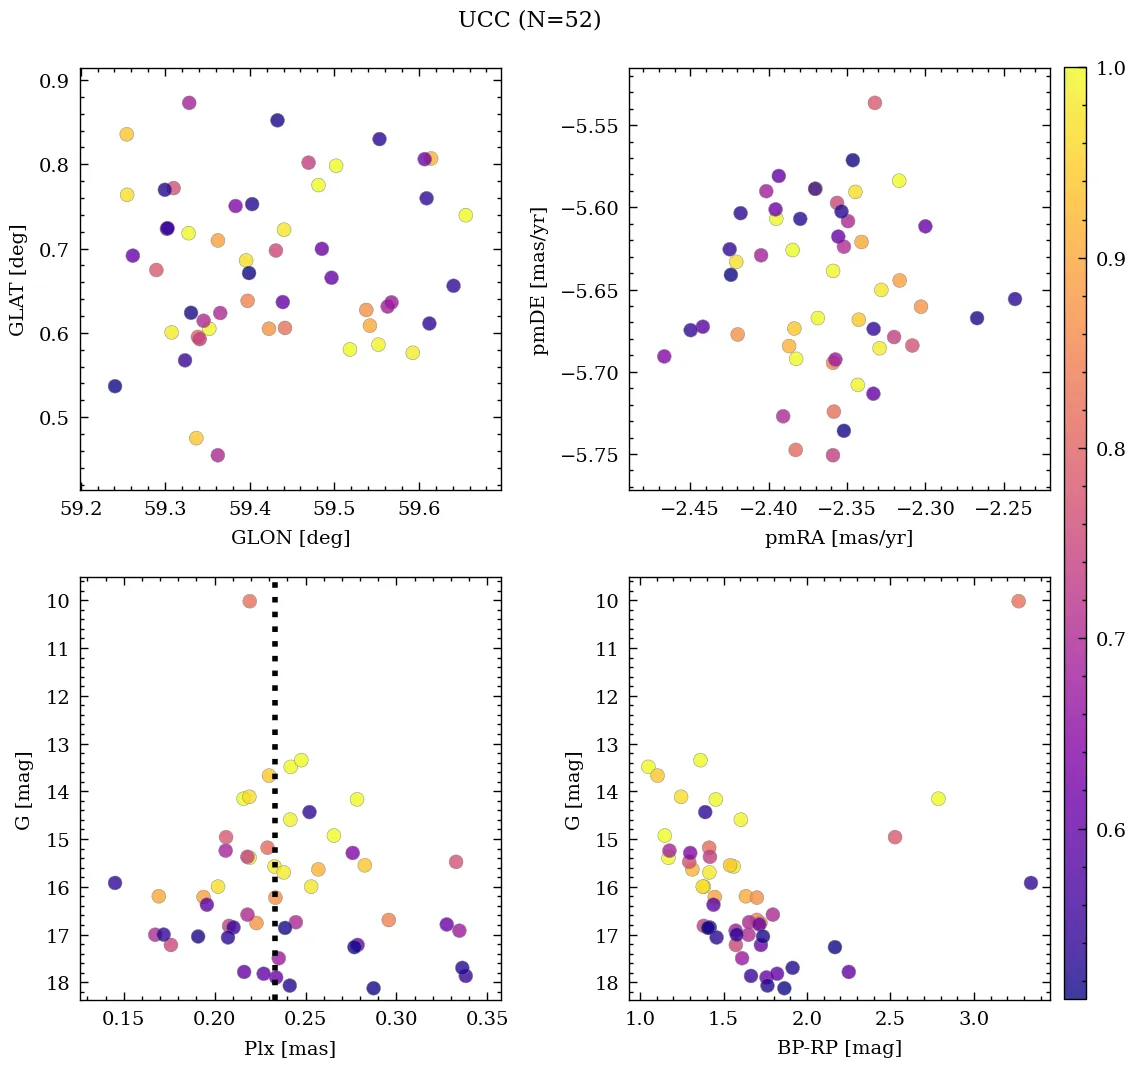 UCC (N=52)
0.9
0.8
0.7
0.6
0.5
GLAT [deg]
59.2 59.3 59.4 59.5 59.6
GLON [deg]
−5.55
−5.60
−5.65
−5.70
−5.75
pmDE [mas/yr]
−2.45 −2.40 −2.35 −2.30 −2.25
pmRA [mas/yr]
1.0
0.9
0.8
0.7
0.6
10
11
12
13
14
15
16
17
18
G [mag]
0.15 0.20 0.25 0.30 0.35
Plx [mas]
10
11
12
13
14
15
16
17
18
G [mag]
1.0 1.5 2.0 2.5 3.0
BP-RP [mag]